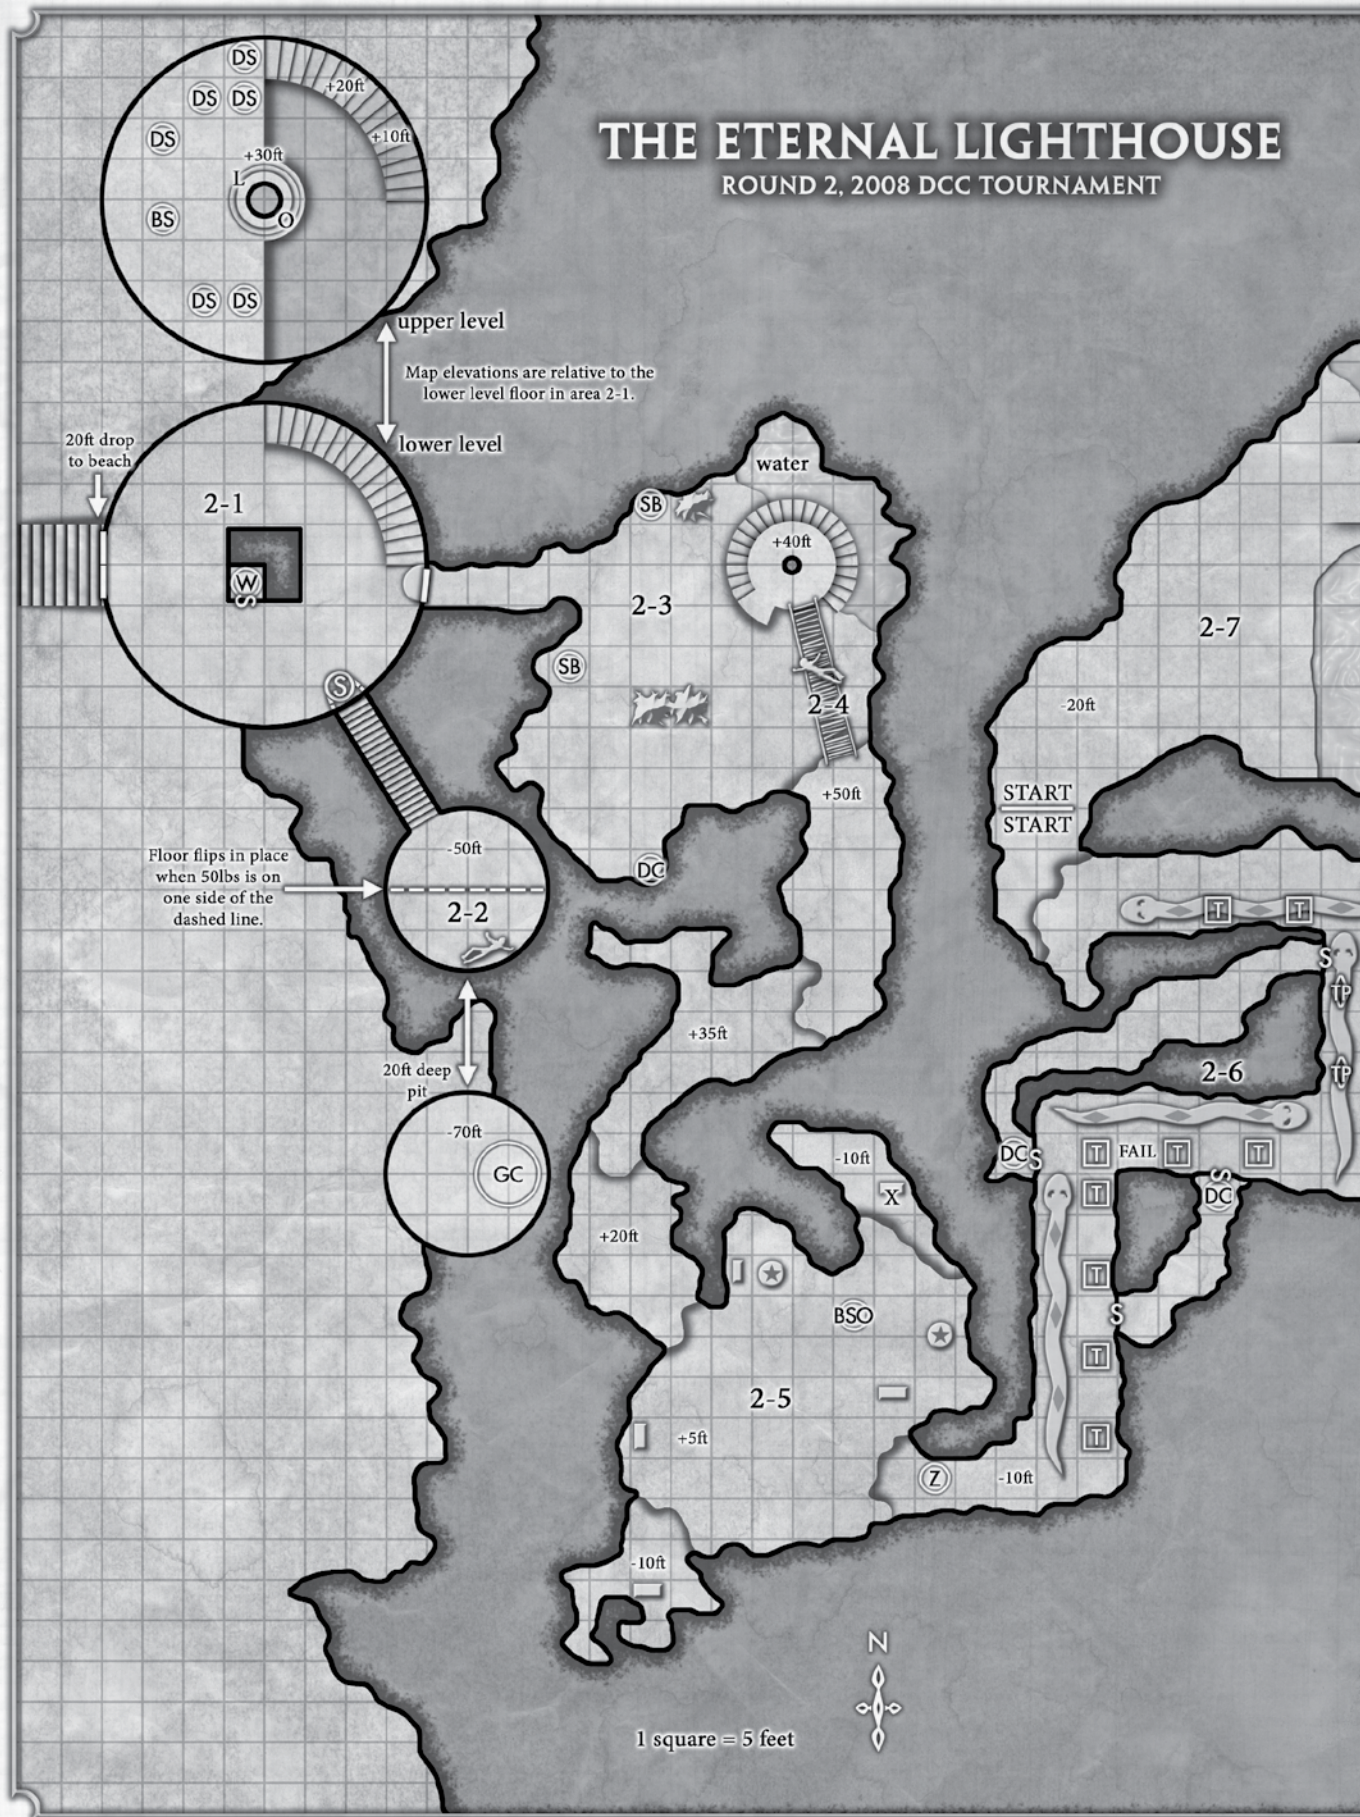 THE ETERNAL LIGHTHOUSE
ROUND 2, 2008 DCC TOURNAMENT
DS
+20ft
DS DS
+10ft
DS
+30ft
L
BS
O
DS DS
upper level
Map elevations are relative to the
lower level floor in area 2-1.
lower level
20ft drop
to beach
2-1
W
S
S
water
SB
+40ft
2-3
SB
2-4
+50ft
DC
2-7
-20ft
START
START
Floor flips in place
when 50lbs is on
one side of the
dashed line.
-50ft
2-2
T T
S
TP
+35ft
20ft deep
pit
2-6
TP
-70ft
GC
-10ft
X
DC S
T FAIL T T
T
S
DC
+20ft
T
BSO
S
T
2-5
+5ft
T
Z
-10ft
-10ft
N
1 square = 5 feet